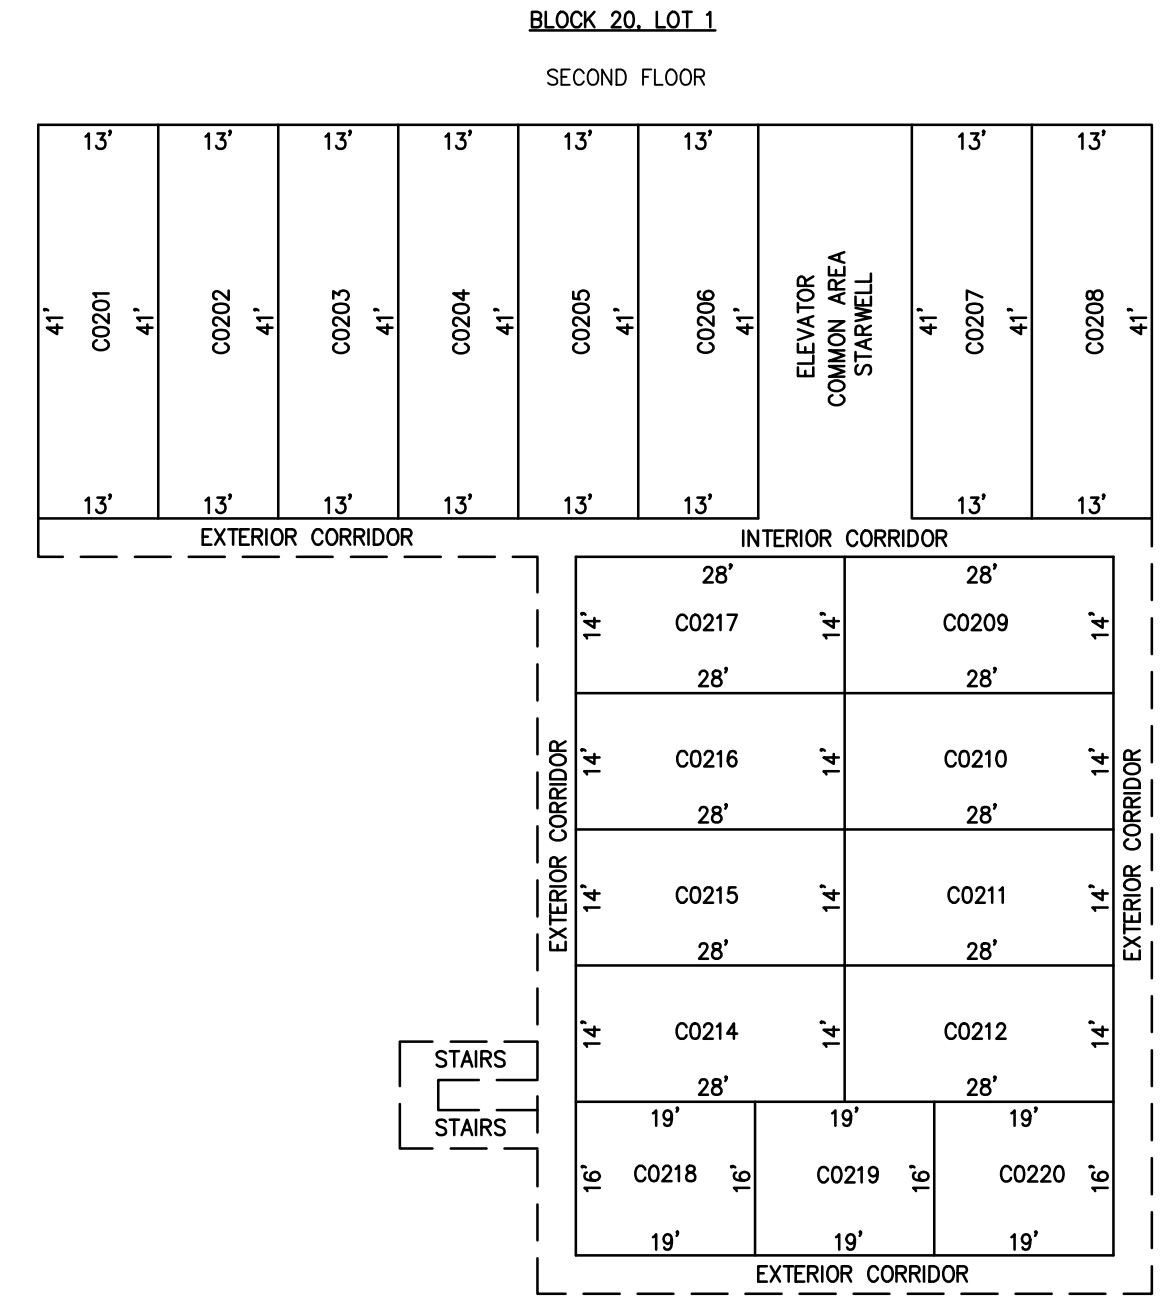 BLOCK 20, LOT 1
SECOND FLOOR
13' 13' 13' 13' 13' 13' 13' 13'
41' C0201 41' C0202 41' C0203 41' C0204 41' C0205 41' C0206 41'
ELEVATOR
COMMON AREA
STARWELL
41' C0207 41' C0208 41'
13' 13' 13' 13' 13' 13' 13' 13'
EXTERIOR CORRIDOR
INTERIOR CORRIDOR
28' 28'
14' C0217 14' C0209 14'
28' 28'
14' C0216 14' C0210 14'
28' 28'
EXTERIOR CORRIDOR
EXTERIOR CORRIDOR
14' C0215 14' C0211 14'
28' 28'
14' C0214 14' C0212 14'
28' 28'
STAIRS
STAIRS
19' 19' 19'
16' C0218 16' C0219 16' C0220 16'
19' 19' 19'
EXTERIOR CORRIDOR